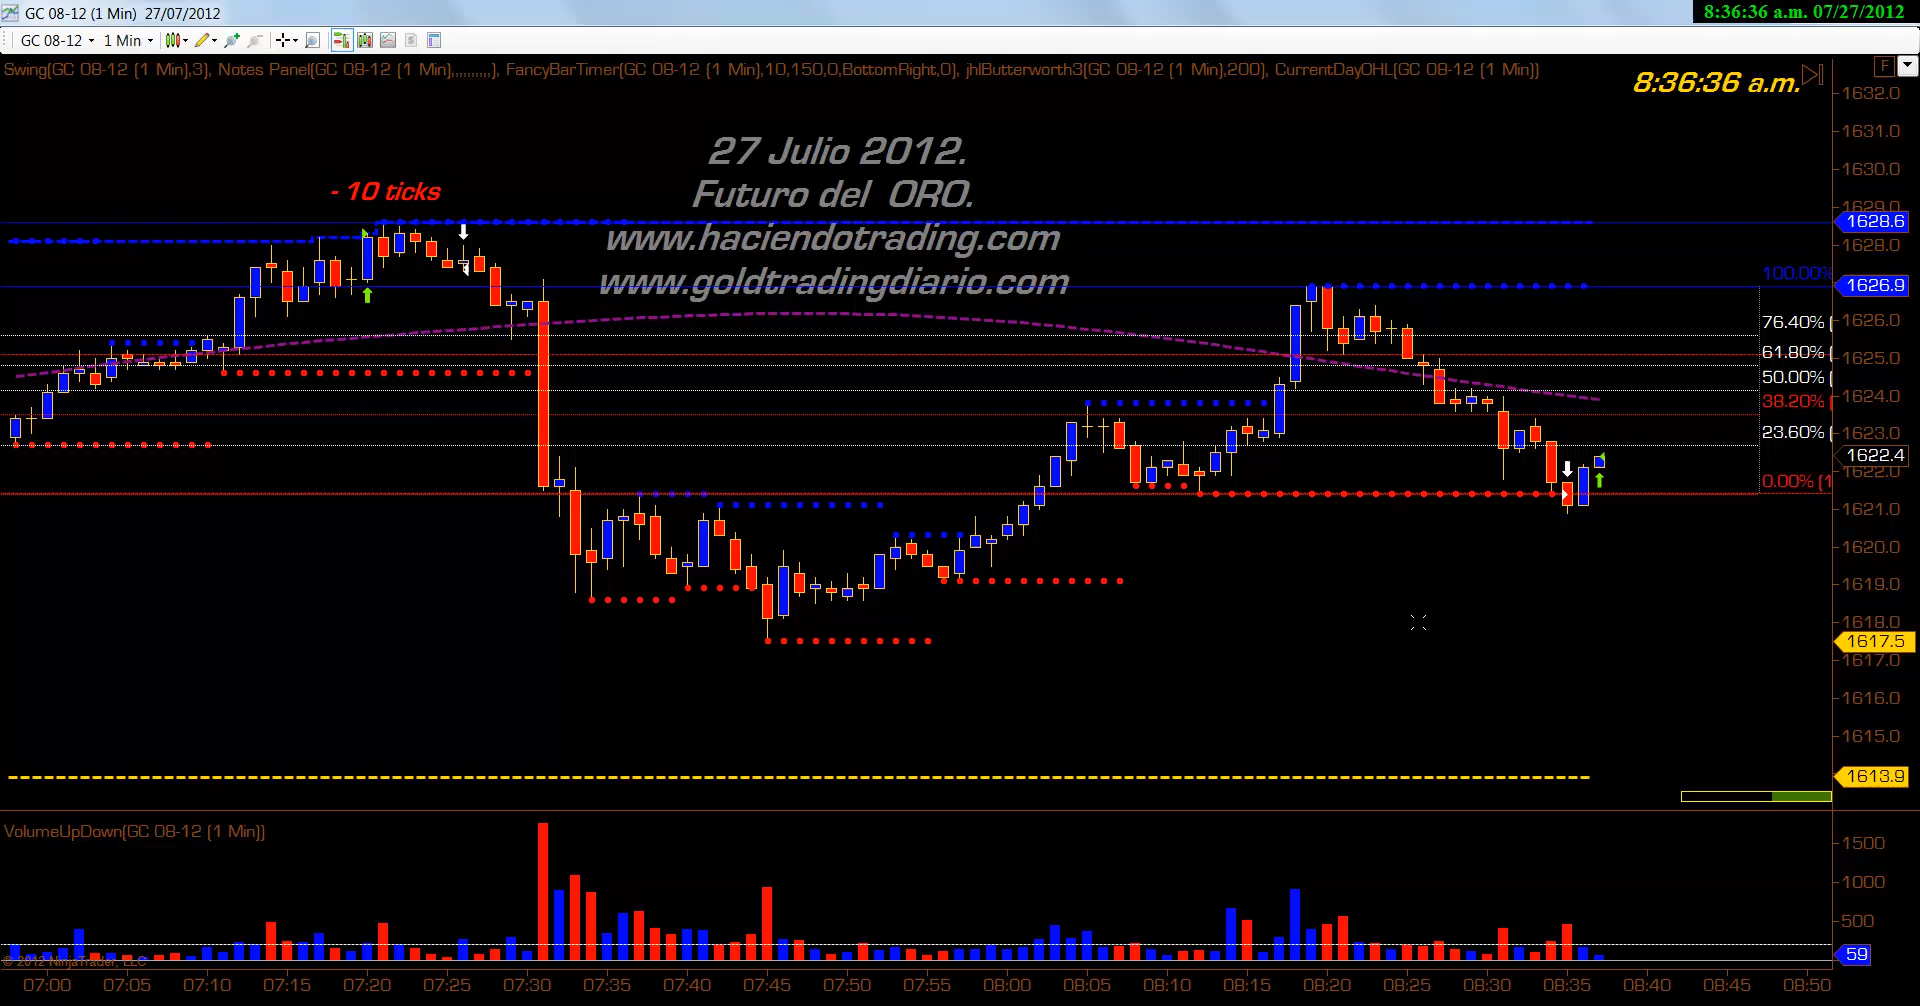 GC 08-12 (1 Min)  27/07/2012
8:36:36 a.m. 07/27/2012
GC 08-12 1 Min
Swing(GC 08-12 (1 Min),3), Notes Panel(GC 08-12 (1 Min),,,,,,,,,,), FancyBarTimer(GC 08-12 (1 Min),10,150,0,BottomRight,0), jhlButterworth3(GC 08-12 (1 Min),200), CurrentDayOHL(GC 08-12 (1 Min))
F
8:36:36 a.m.
1632.0
1631.0
27 Julio 2012.
1630.0
- 10 ticks
Futuro del ORO.
1629.0
1628.6
www.haciendotrading.com
1628.0
www.goldtradingdiario.com
100.00%
1626.9
76.40% (
1626.0
61.80% (
1625.0
50.00% (
38.20% (
1624.0
23.60% (
1623.0
1622.4
1622.0
0.00% (1
1621.0
1620.0
1619.0
1618.0
1617.5
1617.0
1616.0
1615.0
1613.9
VolumeUpDown(GC 08-12 (1 Min))
1500
1000
500
59
© 2012 NinjaTrader, LLC
07:00 07:05 07:10 07:15 07:20 07:25 07:30 07:35 07:40 07:45 07:50 07:55 08:00 08:05 08:10 08:15 08:20 08:25 08:30 08:35 08:40 08:45 08:50